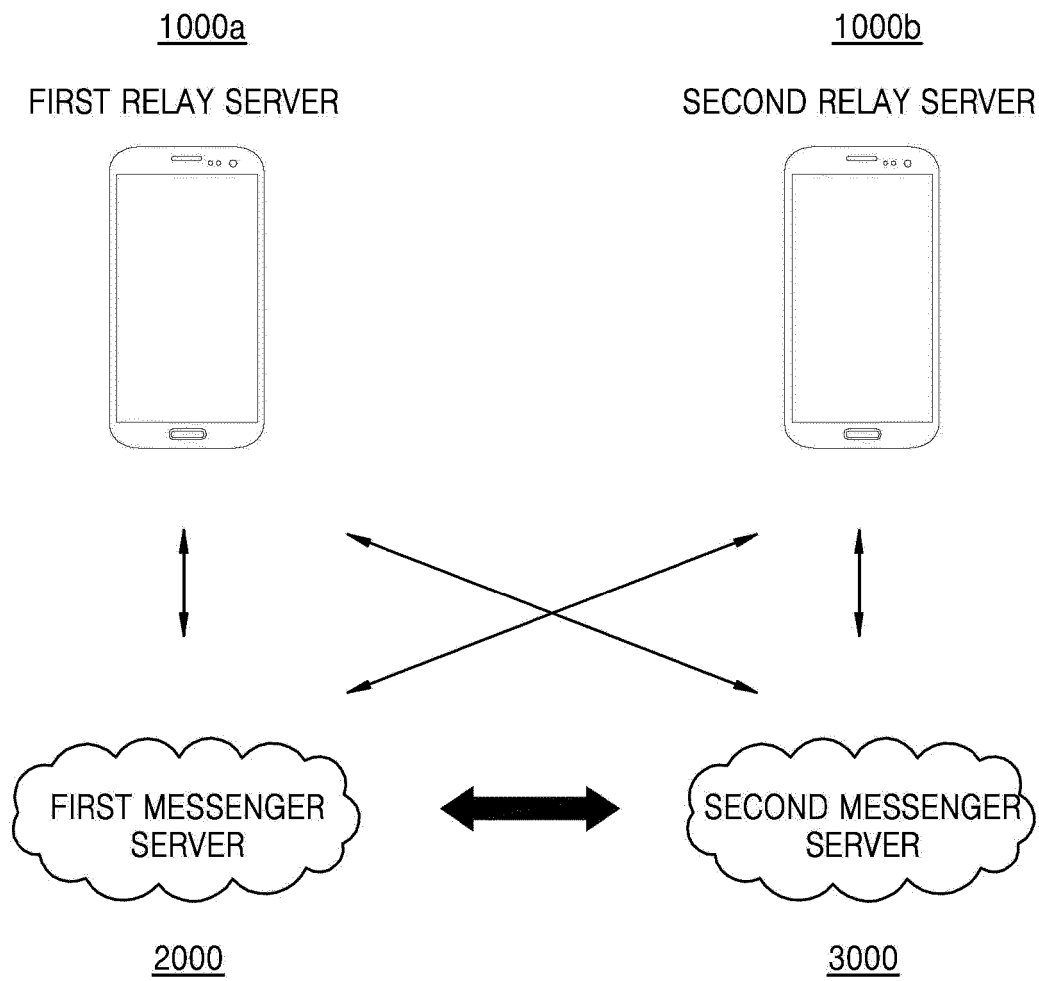 1000a
1000b
FIRST RELAY SERVER
SECOND RELAY SERVER
FIRST MESSENGER
SERVER
SECOND MESSENGER
SERVER
2000
3000